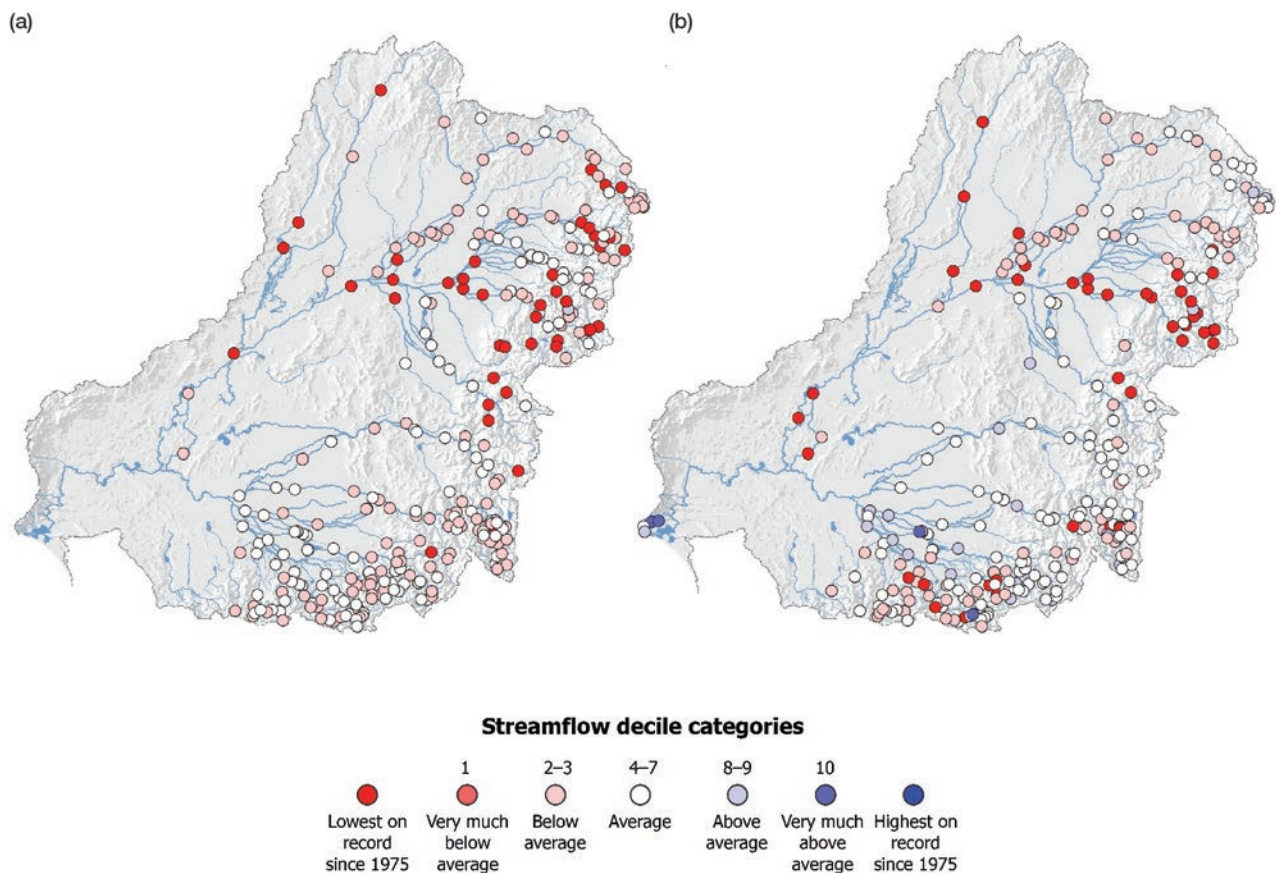 (a)
(b)
Streamflow decile categories
1
2–3
4–7
8–9
10
Lowest on
record
since 1975
Very much
below
average
Below
average
Average
Above
average
Very much
above
average
Highest on
record
since 1975